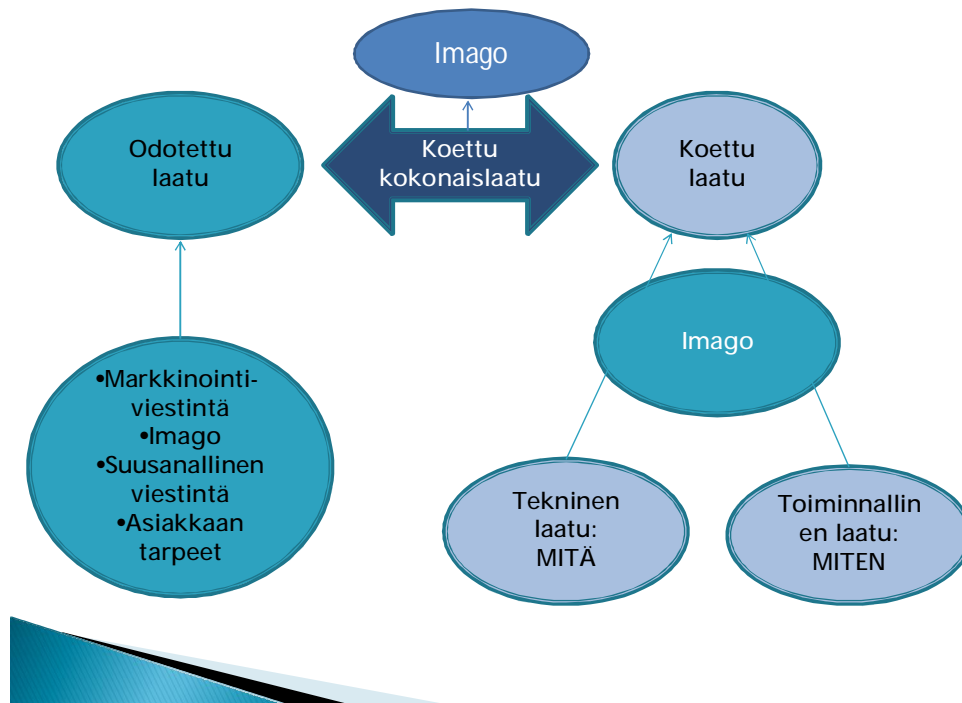 Imago
Odotettu
laatu
Koettu
kokonaislaatu
Koettu
laatu
Imago
•Markkinointi-
viestintä
•Imago
•Suusanallinen
viestintä
•Asiakkaan
tarpeet
Tekninen
laatu:
MITÄ
Toiminnallin
en laatu:
MITEN